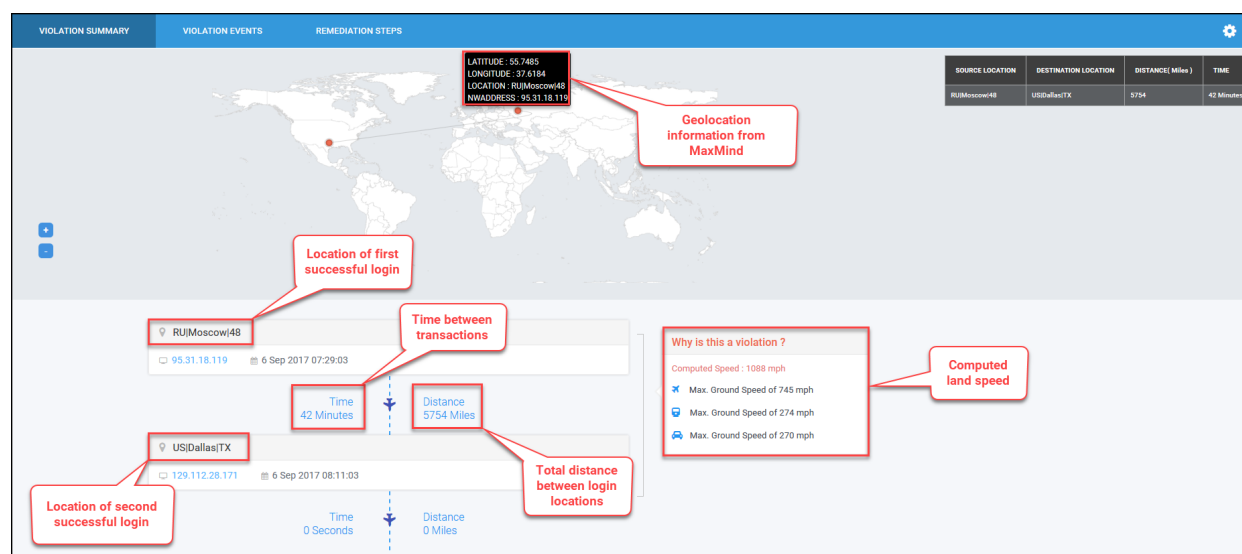 VIOLATION SUMMARY VIOLATION EVENTS REMEDIATION STEPS
LATITUDE : 55.7485
LONGITUDE : 37.6184
LOCATION : RU|Moscow|48
NWADDRESS : 95.31.18.119
SOURCE LOCATION DESTINATION LOCATION DISTANCE( Miles ) TIME
RU|Moscow|48 US|Dallas|TX 5754 42 Minutes
Geolocation
information from
MaxMind
+
-
Location of first
successful login
RU|Moscow|48
95.31.18.119 6 Sep 2017 07:29:03
Time between
transactions
Time Distance
42 Minutes 5754 Miles
Why is this a violation ?
Computed Speed : 1088 mph
Max. Ground Speed of 745 mph
Max. Ground Speed of 274 mph
Max. Ground Speed of 270 mph
Computed
land speed
US|Dallas|TX
129.112.28.171 6 Sep 2017 08:11:03
Location of second
successful login
Total distance
between login
locations
Time Distance
0 Seconds 0 Miles